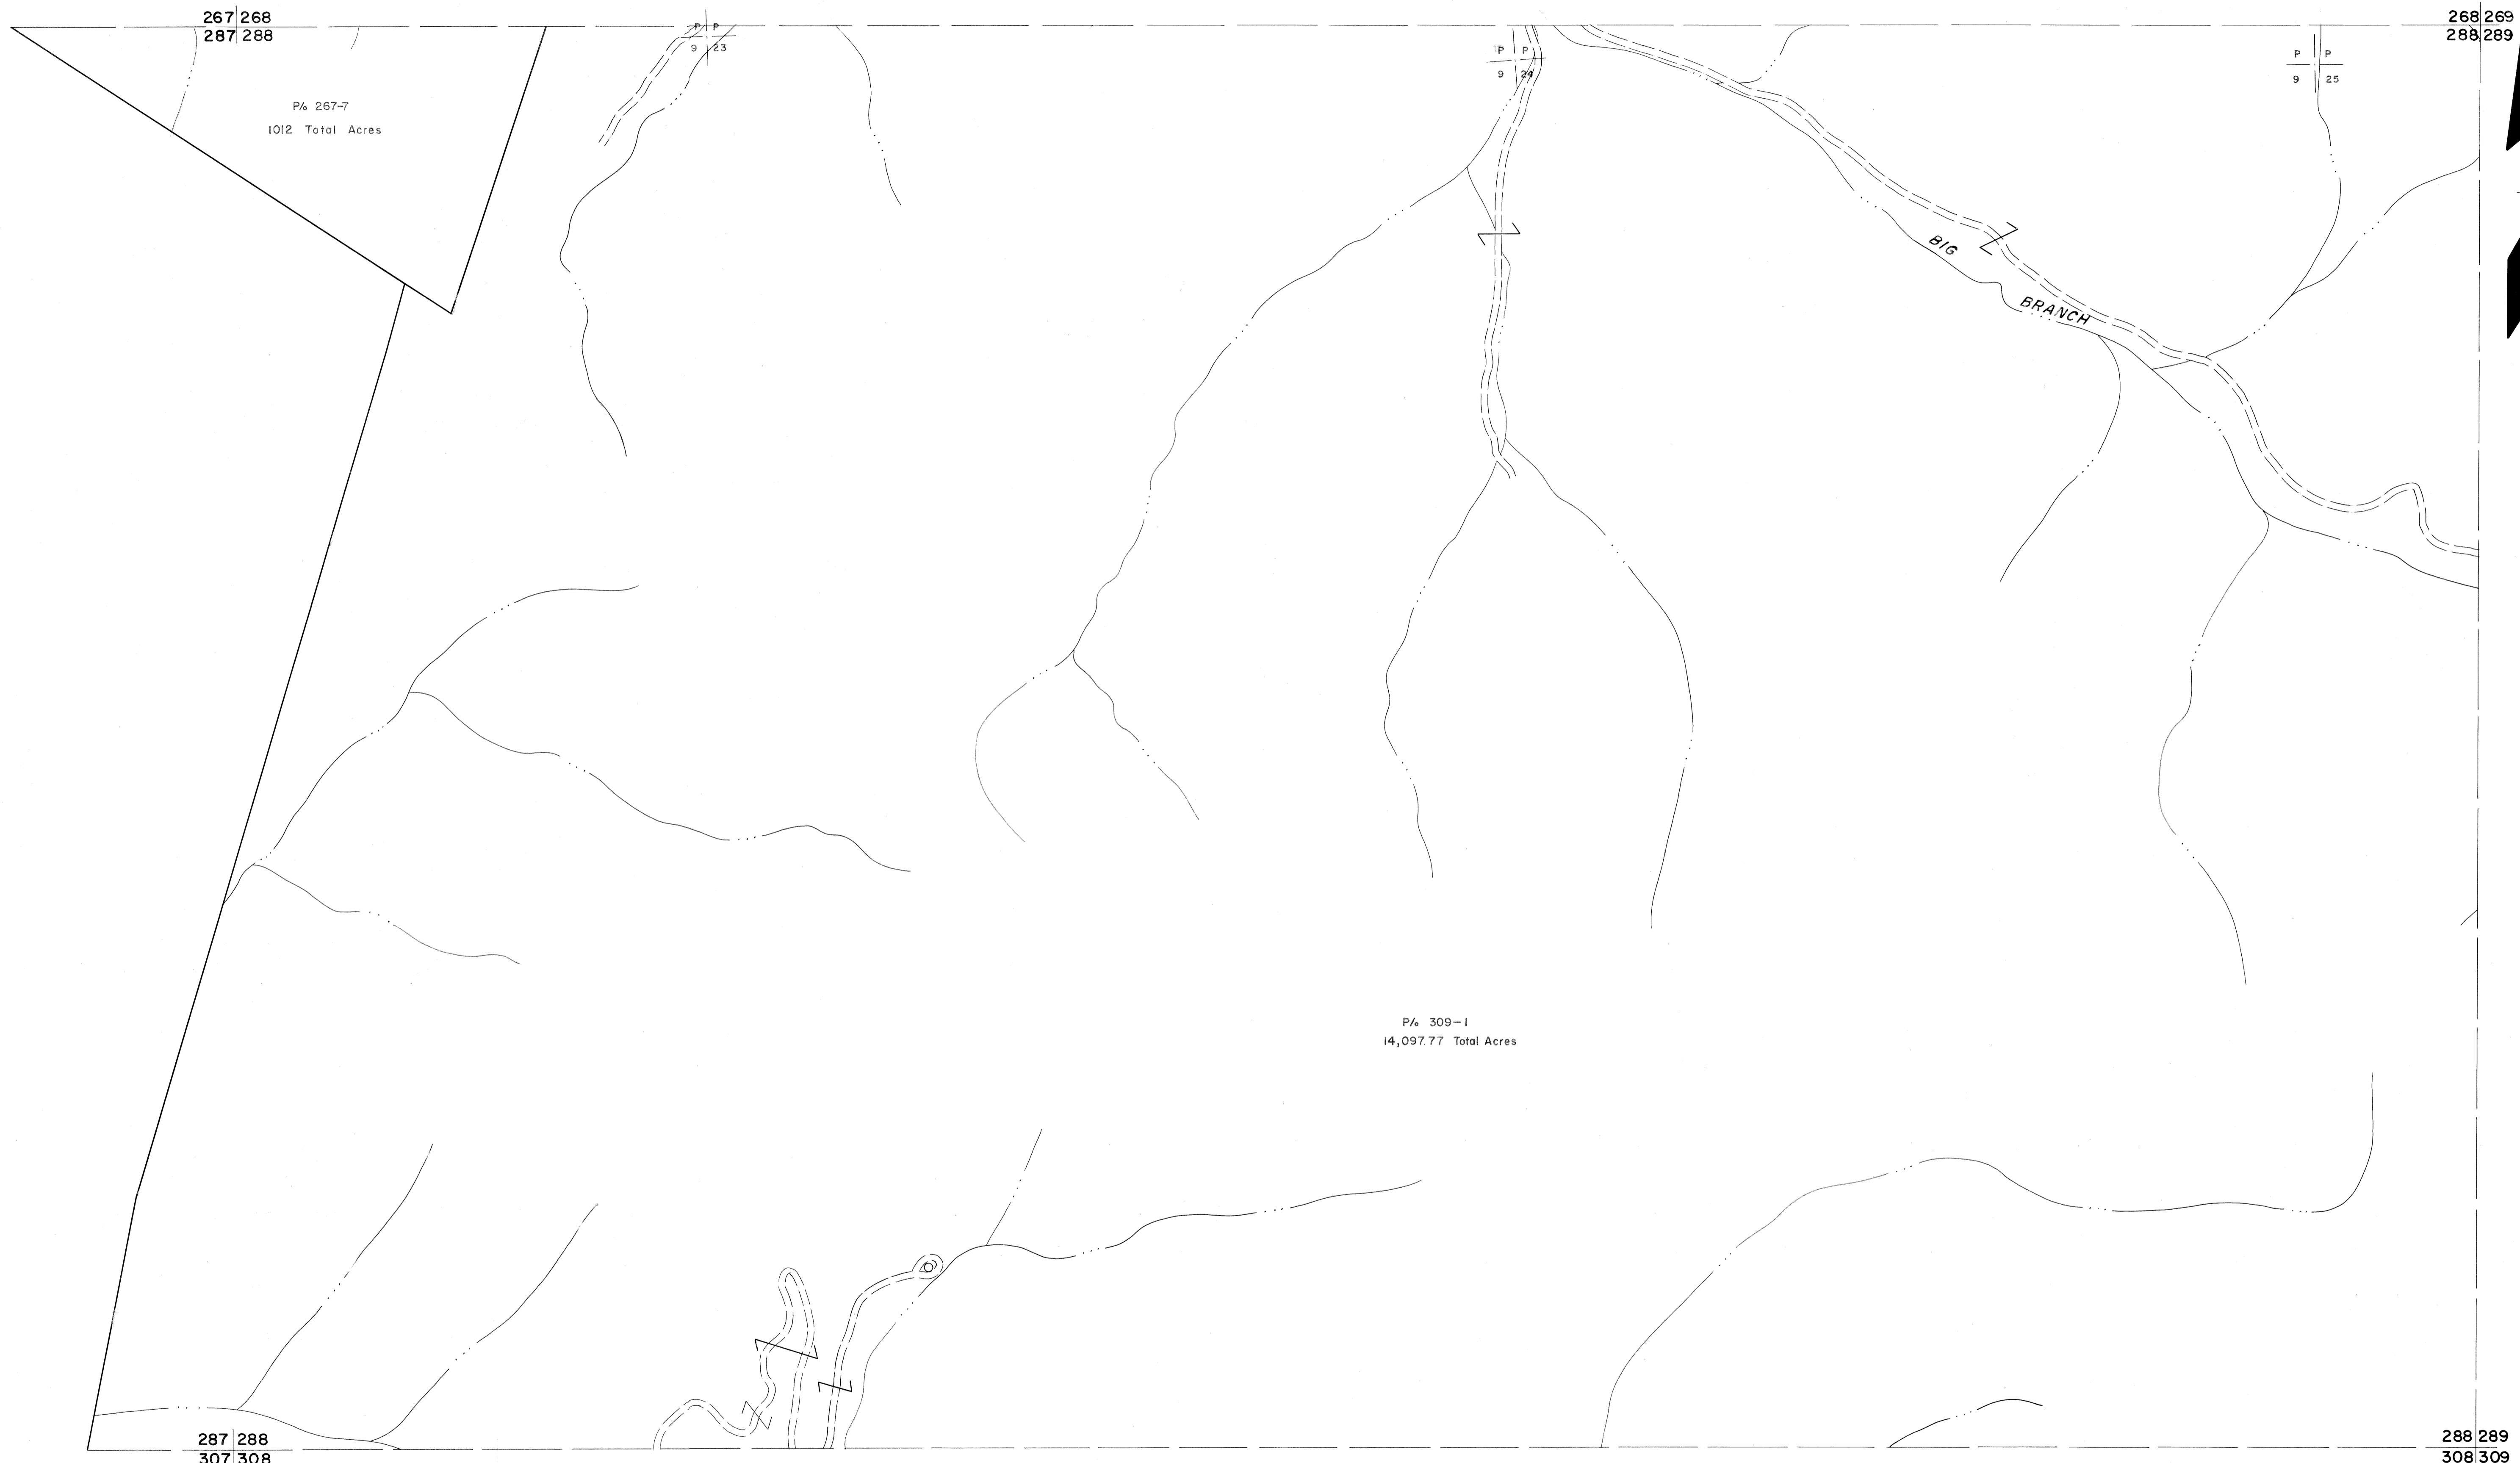 267 268
287 288
268 269
288 289
P P
9 23
P P
9 24
P P
9 25
P/o 267-7
1012 Total Acres
BIG
BRANCH
P/o 309-1
14,097.77 Total Acres
287 288
307 308
288 289
308 309